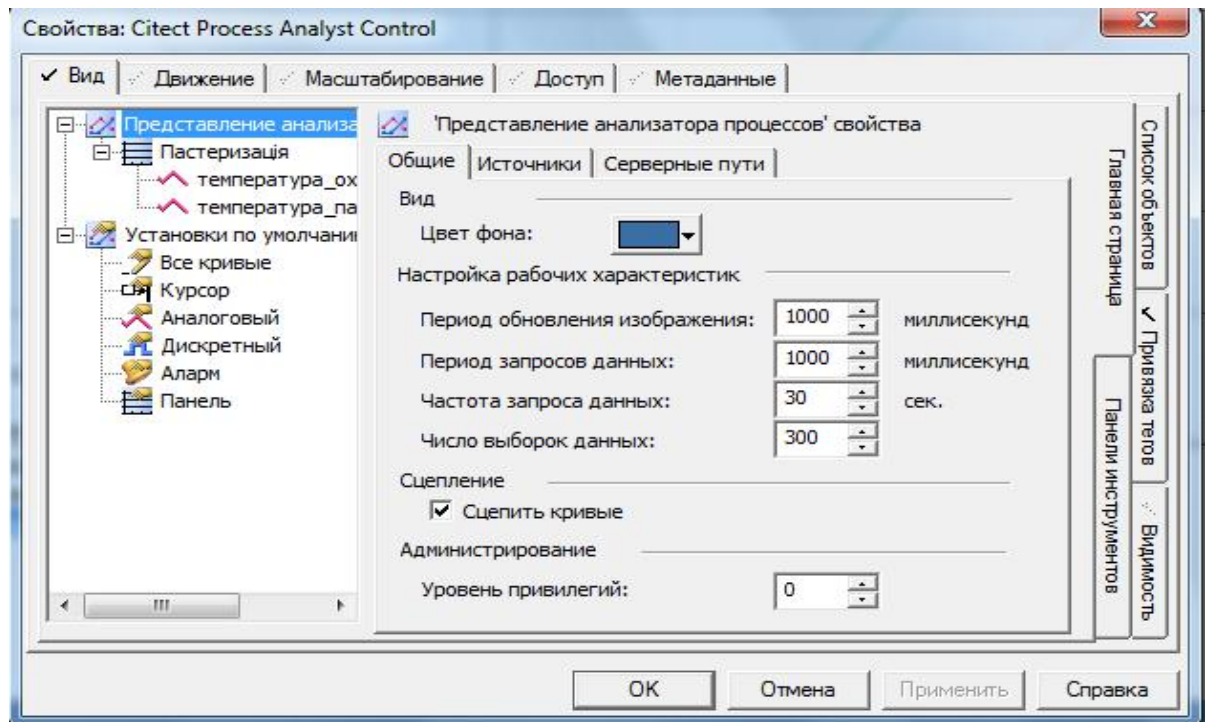 Свойства: Citect Process Analyst Control
Вид Движение Масштабирование Доступ Метаданные
Представление анализа
Пастеризація
температура_ох
температура_па
Установки по умолчани
Все кривые
Курсор
Аналоговый
Дискретный
Аларм
Панель
'Представление анализатора процессов' свойства
Общие Источники Серверные пути
Вид
Цвет фона:
Настройка рабочих характеристик
Период обновления изображения: 1000 миллисекунд
Период запросов данных: 1000 миллисекунд
Частота запроса данных: 30 сек.
Число выборок данных: 300
Сцепление
Сцепить кривые
Администрирование
Уровень привилегий: 0
Главная страница
Панели инструментов
Список объектов
Привязка тегов
Видимость
OK Отмена Применить Справка